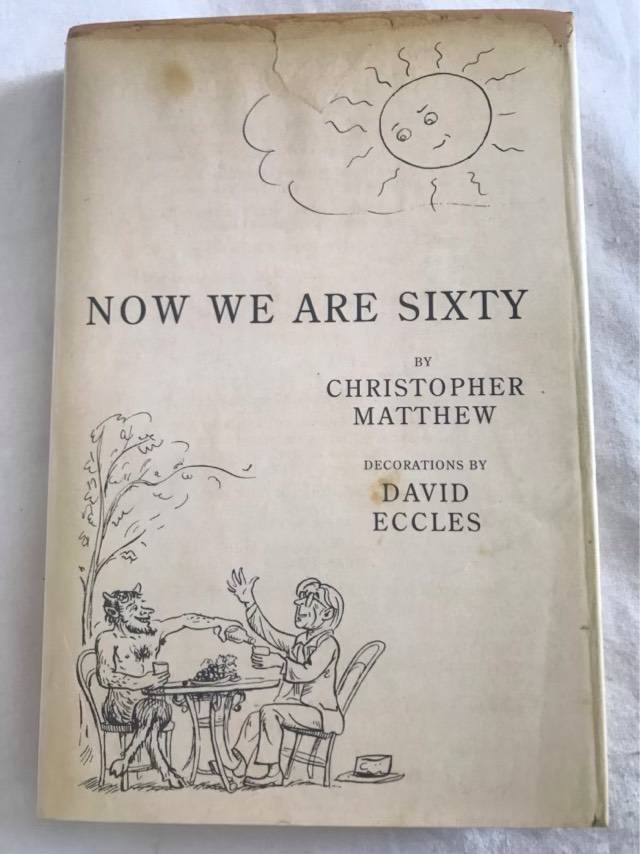 NOW WE ARE SIXTY
BY
CHRISTOPHER
MATTHEW
DECORATIONS BY
DAVID
ECCLES